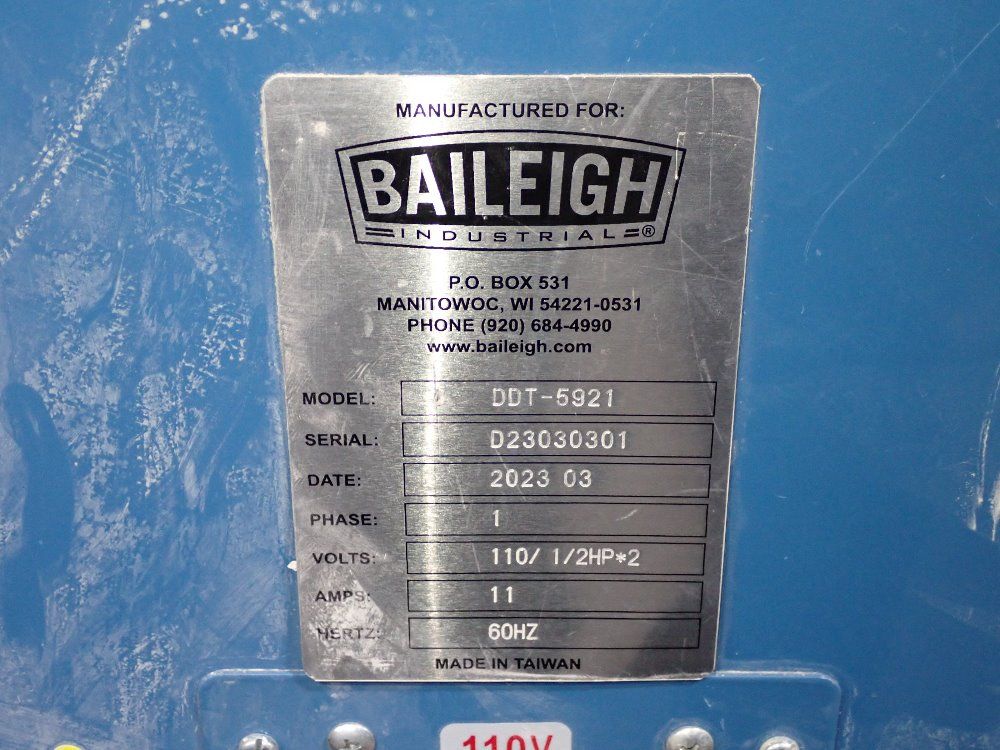 MANUFACTURED FOR:
BAILEIGH
INDUSTRIAL ®
P.O. BOX 531
MANITOWOC, WI 54221-0531
PHONE (920) 684-4990
www.baileigh.com
MODEL: DDT-5921
SERIAL: D23030301
DATE: 2023 03
PHASE: 1
VOLTS: 110/ 1/2HP*2
AMPS: 11
HERTZ: 60HZ
MADE IN TAIWAN
110V